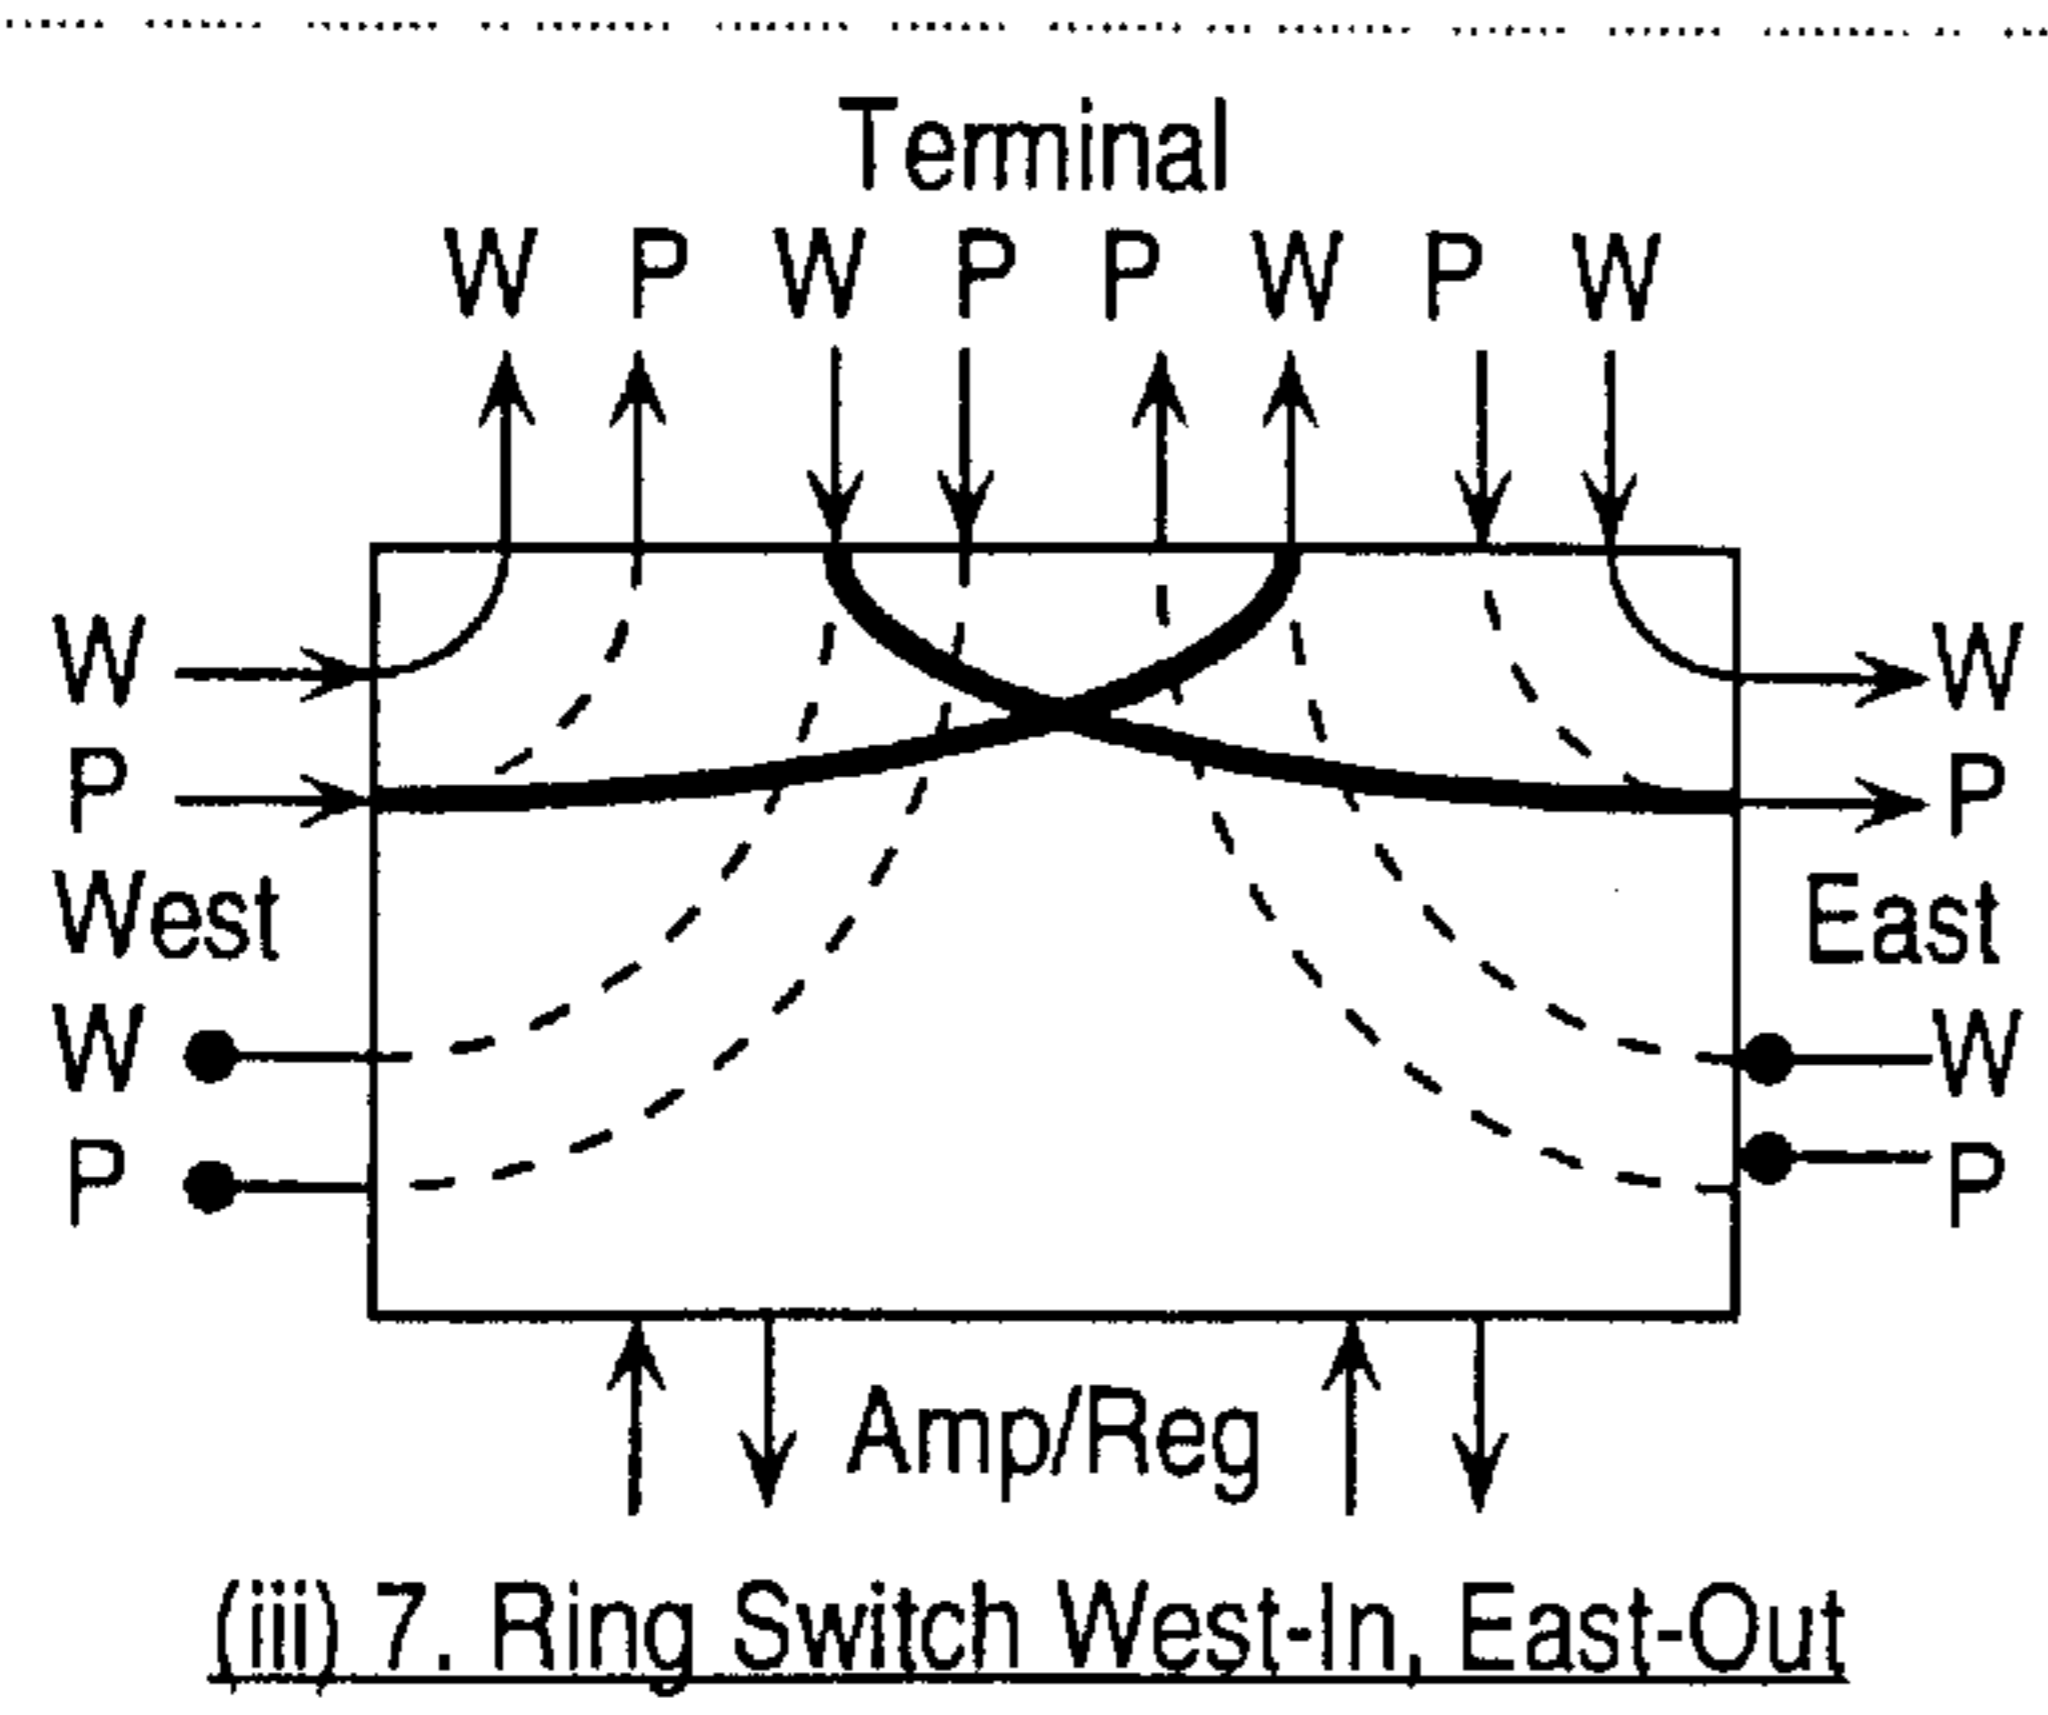 Terminal
W P W P P W P W
W W
P P
West East
W W
P P
Amp/Reg
(iii) 7. Ring Switch West-In, East-Out